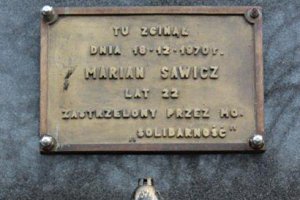 TU ZGINĄŁ
DNIA 18-12-1970 r.
MARIAN SAWICZ
LAT 22
ZASTRZELONY PRZEZ MO.
„SOLIDARNOŚĆ”